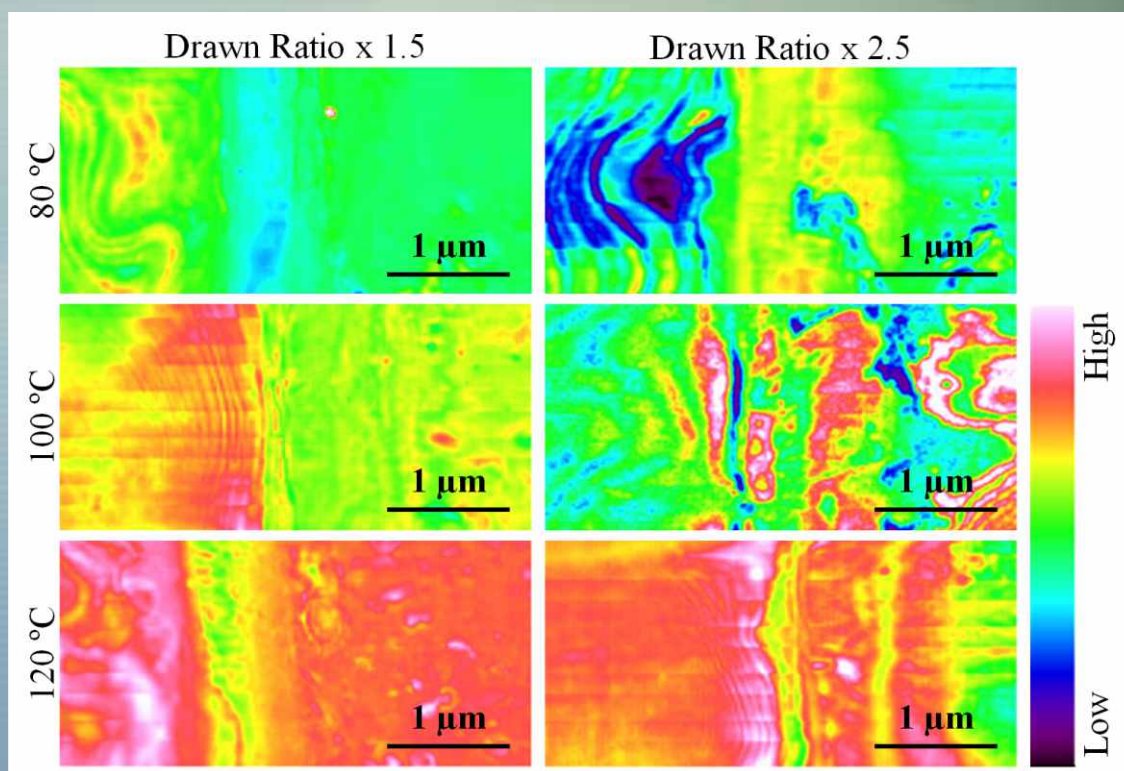 Drawn Ratio x 1.5
Drawn Ratio x 2.5
80 °C
1 µm
1 µm
100 °C
1 µm
1 µm
High
120 °C
1 µm
1 µm
Low